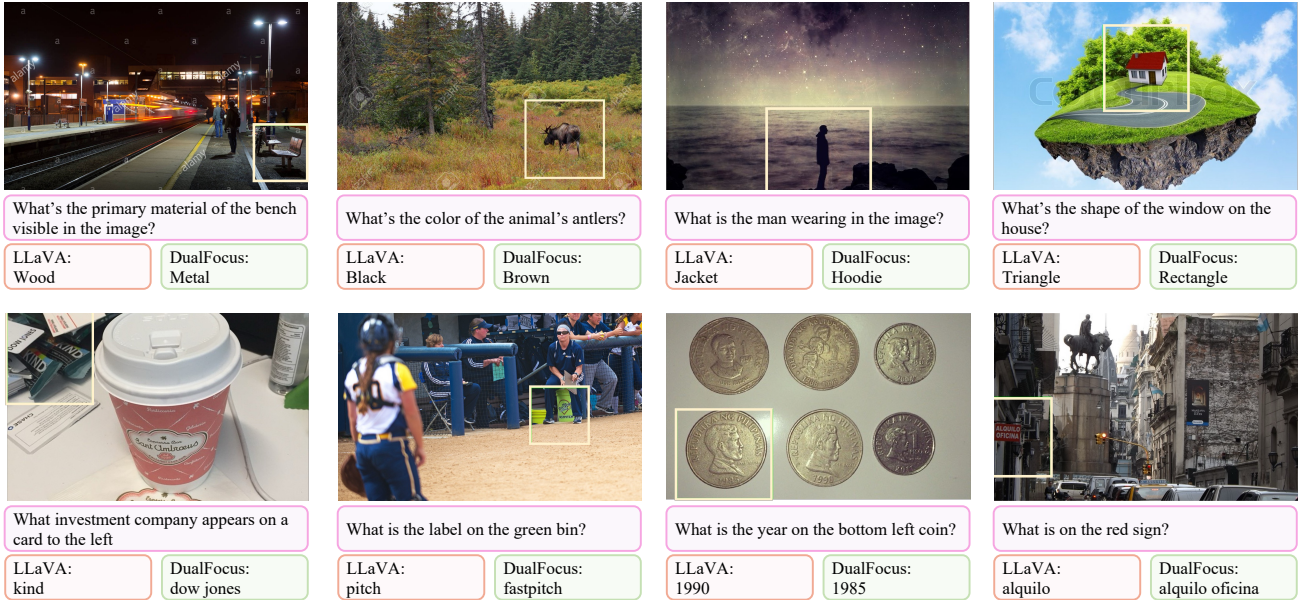 What's the primary material of the bench
visible in the image?
LLaVA:
Wood
DualFocus:
Metal
What's the color of the animal's antlers?
LLaVA:
Black
DualFocus:
Brown
What is the man wearing in the image?
LLaVA:
Jacket
DualFocus:
Hoodie
What's the shape of the window on the
house?
LLaVA:
Triangle
DualFocus:
Rectangle
KIND
What investment company appears on a
card to the left
LLaVA:
kind
DualFocus:
dow jones
What is the label on the green bin?
LLaVA:
pitch
DualFocus:
fastpitch
1998
What is the year on the bottom left coin?
LLaVA:
1990
DualFocus:
1985
ALQUILO
OFICINA
What is on the red sign?
LLaVA:
alquilo
DualFocus:
alquilo oficina